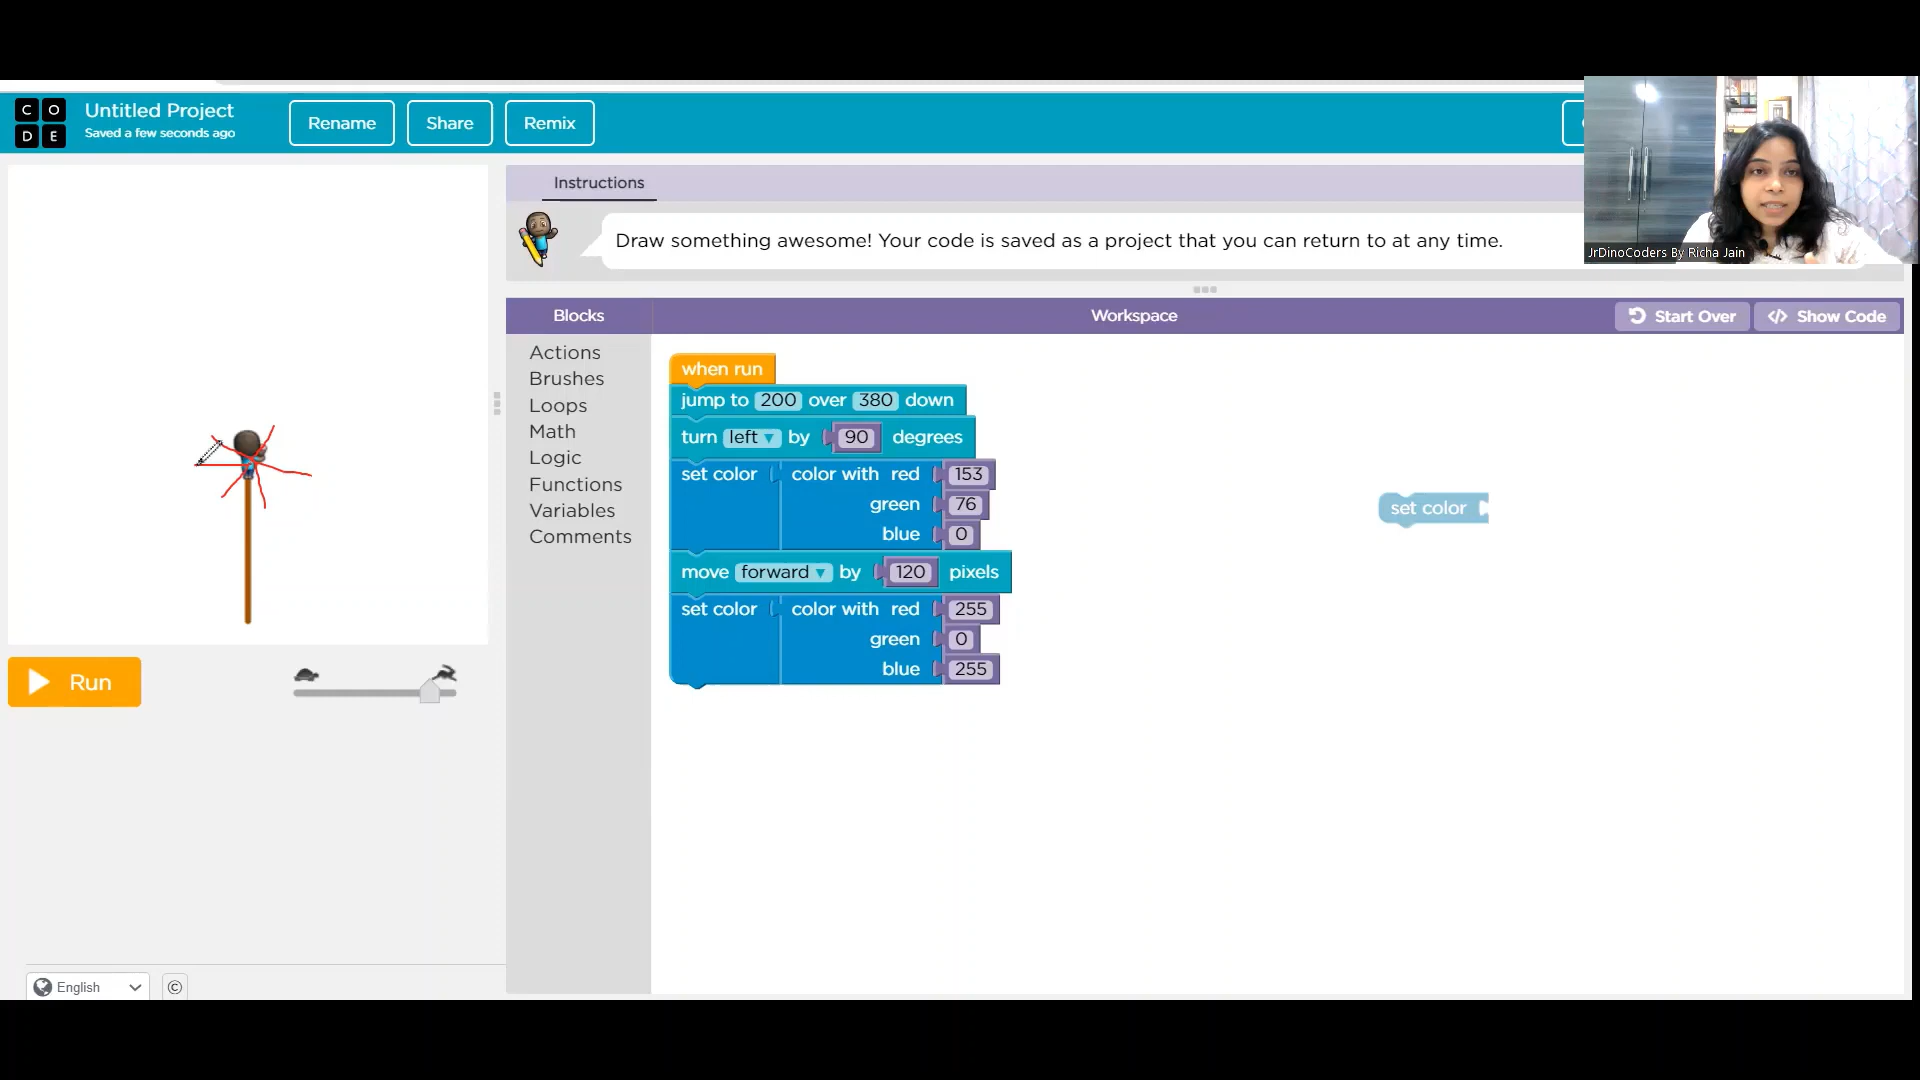 C O
D E
Untitled Project
Saved a few seconds ago
Rename
Share
Remix
Instructions
Draw something awesome! Your code is saved as a project that you can return to at any time.
JrDinoCoders By Richa Jain
Blocks
Workspace
Start Over
</> Show Code
Actions
Brushes
Loops
Math
Logic
Functions
Variables
Comments
when run
jump to 200 over 380 down
turn left by 90 degrees
set color color with red 153
green 76
blue 0
move forward by 120 pixels
set color color with red 255
green 0
blue 255
set color
Run
English
©